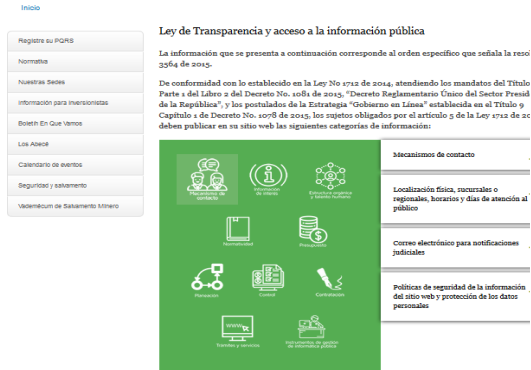 Inicio
Registre su PQRS
Normativa
Nuestras Sedes
Información para inversionistas
Boletín En Que Vamos
Los Abecé
Calendario de eventos
Seguridad y salvamento
Vademécum de Salvamento Minero
Ley de Transparencia y acceso a la información pública
La información que se presenta a continuación corresponde al orden específico que señala la
3564 de 2015.
De conformidad con lo establecido en la Ley No 1712 de 2014, atendiendo los mandatos del Título
Parte 1 del Libro 2 del Decreto No. 1081 de 2015, "Decreto Reglamentario Único del Sector
de la República", y los postulados de la Estrategia "Gobierno en Línea" establecida en el Título 9
Capítulo 1 de Decreto No. 1078 de 2015, los sujetos obligados por el artículo 5 de la Ley 1712 de
deben publicar en su sitio web las siguientes categorías de información:
Mecanismo de
contacto
Información
de interés
Estructura orgánica
y talento humano
Normatividad
Presupuesto
Planeación
Control
Contratación
www
Trámites y servicios
Instrumentos de gestión
de información pública
Mecanismos de contacto
Localización física, sucursales o
regionales, horarios y días de atención al
público
Correo electrónico para notificaciones
judiciales
Políticas de seguridad de la información
del sitio web y protección de los datos
personales